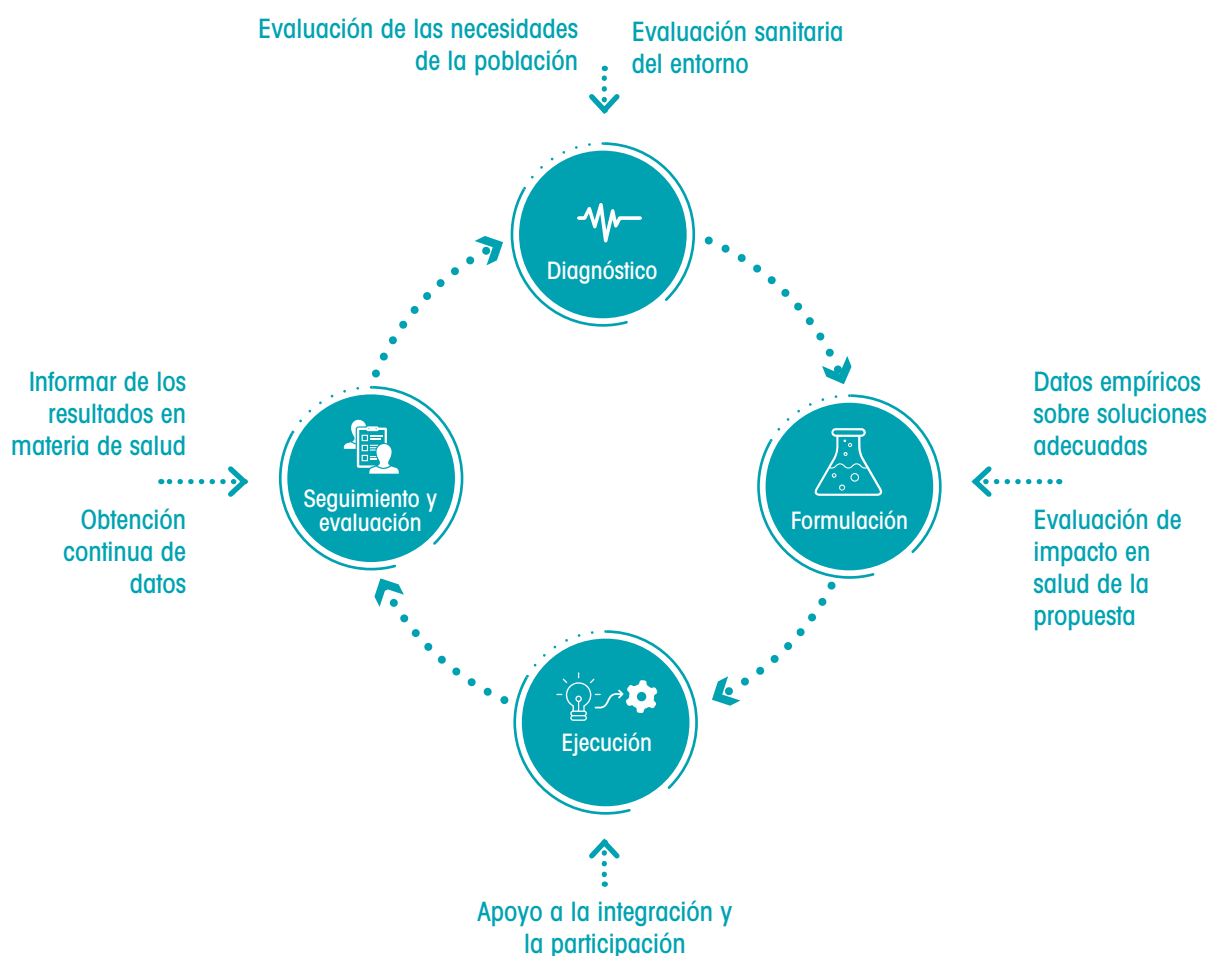 Evaluación de las necesidades
de la población
Evaluación sanitaria
del entorno
Diagnóstico
Informar de los
resultados en
materia de salud
Obtención
continua de
datos
Seguimiento y
evaluación
Formulación
Datos empíricos
sobre soluciones
adecuadas
Evaluación de
impacto en
salud de la
propuesta
Ejecución
Apoyo a la integración y
la participación